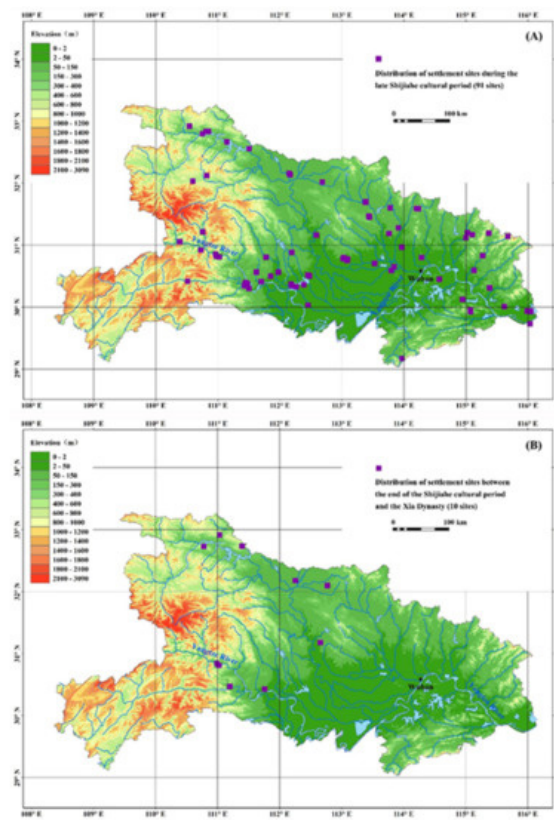 Elevation (m)
0 - 2
2 - 50
50 - 150
150 - 300
300 - 400
400 - 600
600 - 800
800 - 1000
1000 - 1200
1200 - 1400
1400 - 1600
1600 - 1800
1800 - 2100
2100 - 3090
(A)
Distribution of settlement sites during the
late Shijiahe cultural period (91 sites)
0 100 km
34° N
33° N
32° N
31° N
30° N
29° N
Yangtze River
Wuhan
108° E 109° E 110° E 111° E 112° E 113° E 114° E 115° E 116° E
Elevation (m)
0 - 2
2 - 50
50 - 150
150 - 300
300 - 400
400 - 600
600 - 800
800 - 1000
1000 - 1200
1200 - 1400
1400 - 1600
1600 - 1800
1800 - 2100
2100 - 3090
(B)
Distribution of settlement sites between
the end of the Shijiahe cultural period
and the Xia Dynasty (10 sites)
0 100 km
34° N
33° N
32° N
31° N
30° N
29° N
Yangtze River
Wuhan
108° E 109° E 110° E 111° E 112° E 113° E 114° E 115° E 116° E